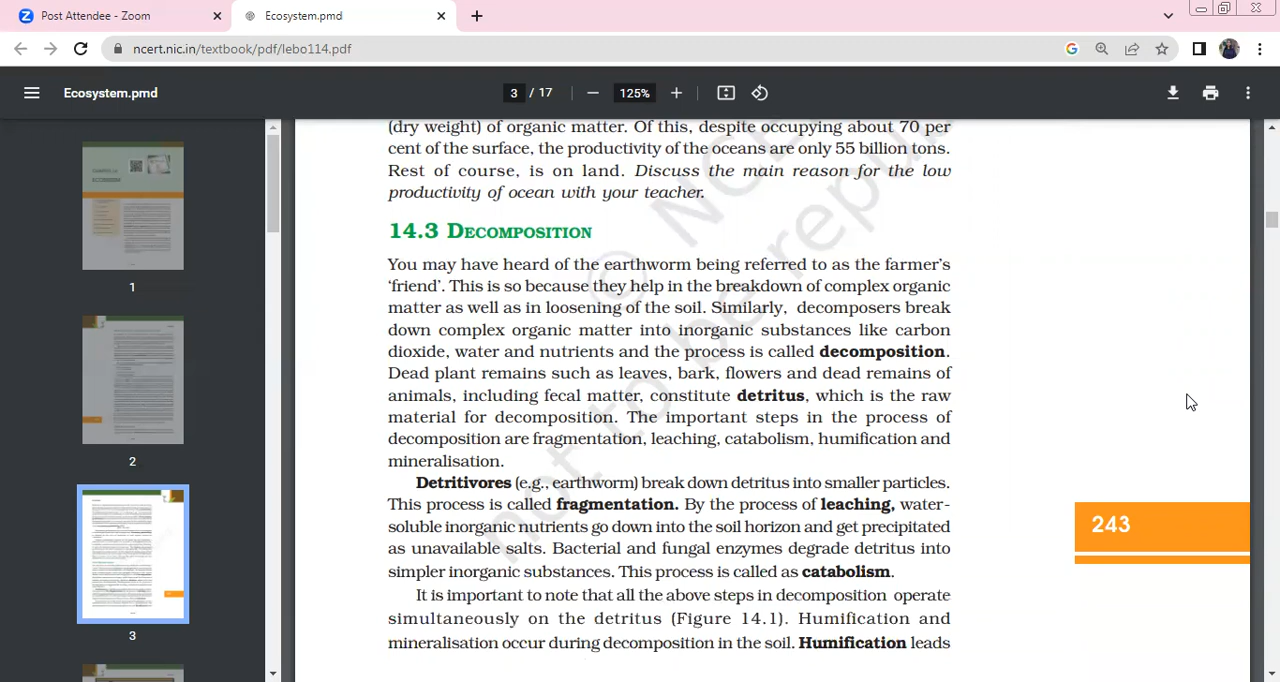 Post Attendee - Zoom
Ecosystem.pmd
ncert.nic.in/textbook/pdf/lebo114.pdf
Ecosystem.pmd
3 / 17
125%
(dry weight) of organic matter. Of this, despite occupying about 70 per
cent of the surface, the productivity of the oceans are only 55 billion tons.
Rest of course, is on land. Discuss the main reason for the low
productivity of ocean with your teacher.
14.3 DECOMPOSITION
You may have heard of the earthworm being referred to as the farmer's
'friend'. This is so because they help in the breakdown of complex organic
matter as well as in loosening of the soil. Similarly, decomposers break
down complex organic matter into inorganic substances like carbon
dioxide, water and nutrients and the process is called decomposition.
Dead plant remains such as leaves, bark, flowers and dead remains of
animals, including fecal matter, constitute detritus, which is the raw
material for decomposition. The important steps in the process of
decomposition are fragmentation, leaching, catabolism, humification and
mineralisation.
Detritivores (e.g., earthworm) break down detritus into smaller particles.
This process is called fragmentation. By the process of leaching, water-
soluble inorganic nutrients go down into the soil horizon and get precipitated
as unavailable salts. Bacterial and fungal enzymes degrade detritus into
simpler inorganic substances. This process is called as catabolism.
It is important to note that all the above steps in decomposition operate
simultaneously on the detritus (Figure 14.1). Humification and
mineralisation occur during decomposition in the soil. Humification leads
243
1
2
3
© NCE
not to be repu